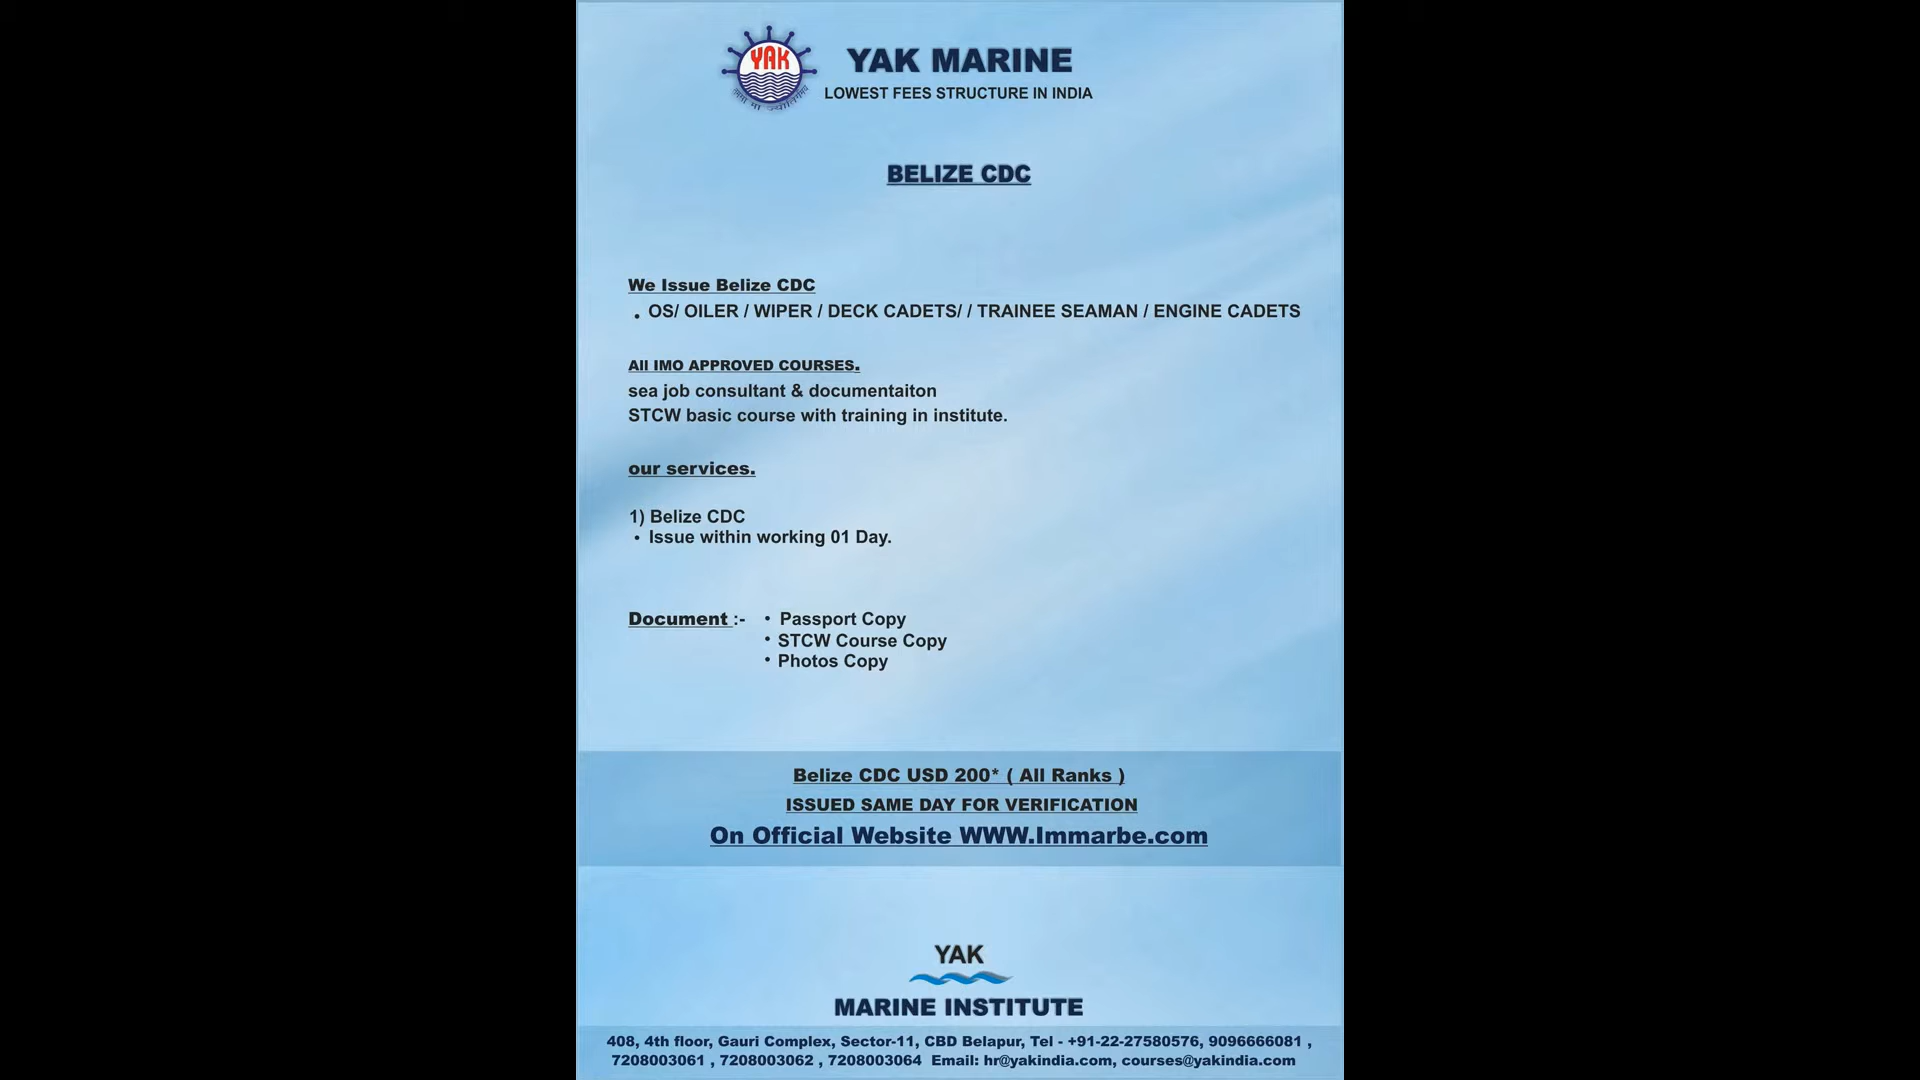 YAK
YAK MARINE
LOWEST FEES STRUCTURE IN INDIA
BELIZE CDC
We Issue Belize CDC
• OS/ OILER / WIPER / DECK CADETS/ / TRAINEE SEAMAN / ENGINE CADETS
All IMO APPROVED COURSES.
sea job consultant & documentaiton
STCW basic course with training in institute.
our services.
1) Belize CDC
• Issue within working 01 Day.
Document :- • Passport Copy
• STCW Course Copy
• Photos Copy
Belize CDC USD 200* ( All Ranks )
ISSUED SAME DAY FOR VERIFICATION
On Official Website WWW.Immarbe.com
YAK
MARINE INSTITUTE
408, 4th floor, Gauri Complex, Sector-11, CBD Belapur, Tel - +91-22-27580576, 9096666081 ,
7208003061 , 7208003062 , 7208003064 Email: hr@yakindia.com, courses@yakindia.com